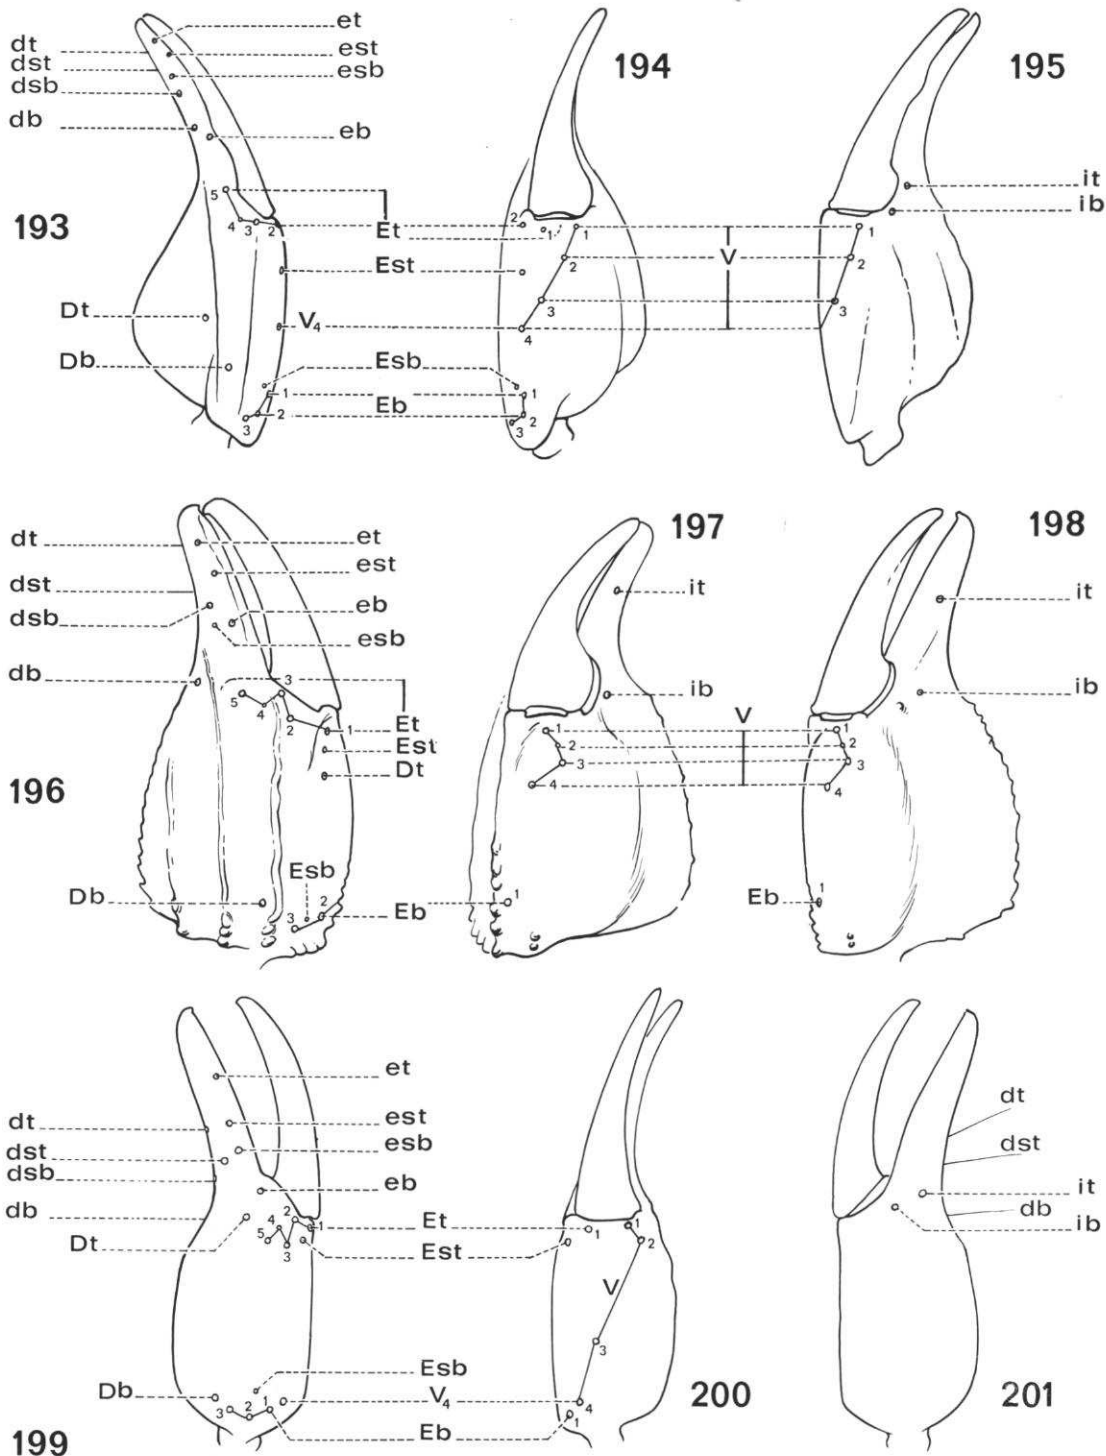 et
dt
est
194
195
dst
esb
dsb
db
eb
it
5
ib
193
4 3 2
2
1
1
1
Et
Est
2
V
2
Dt
V4
3
3
4
Db
Esb
1
Eb
1
2
2
3
3
197
198
dt
et
est
dst
it
it
eb
dsb
esb
db
3
ib
ib
5
4
V
2
Et
1
1
1
Est
2
2
Dt
3
3
196
4
4
Esb
Db
2
1
Eb
1
3
Eb
et
dt
est
dt
esb
dst
dst
dsb
eb
it
db
2
db
4
1
Et
1
1
ib
Dt
5
3
Est
2
V
3
Esb
Db
1
V4
4
200
201
3
2
Eb
1
199